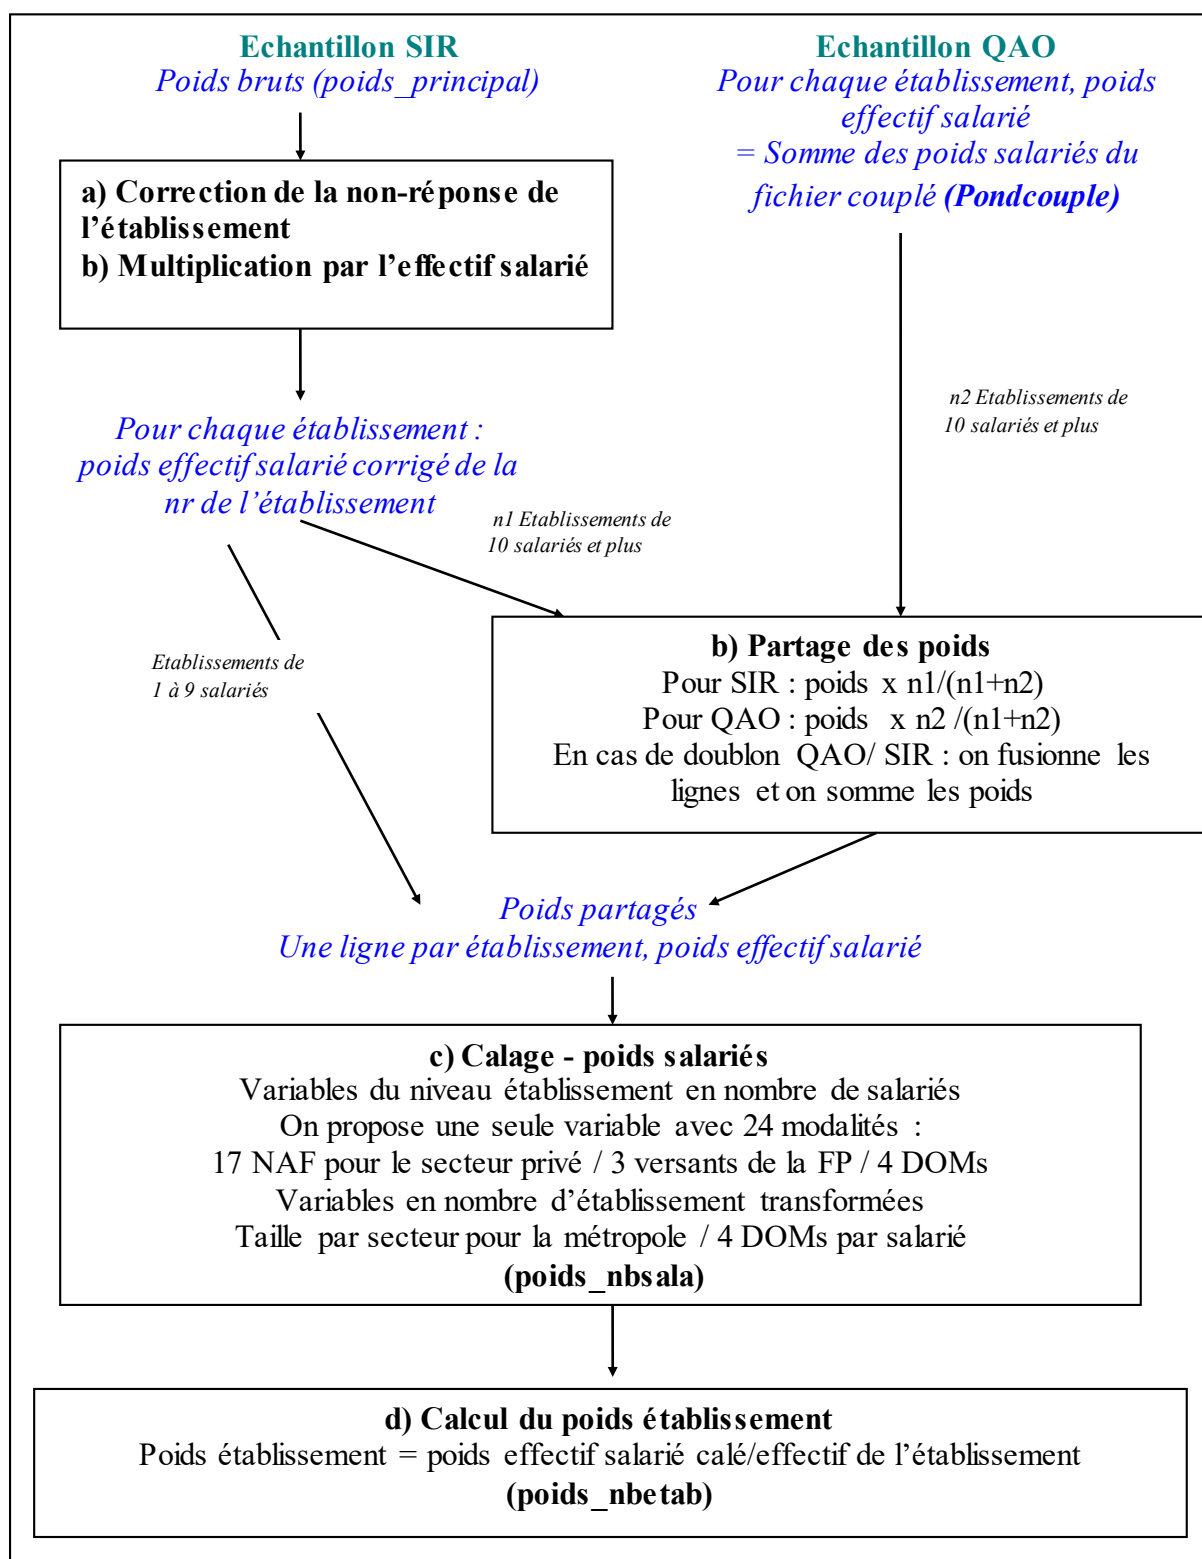 Echantillon SIR
Poids bruts (poids_principal)
Echantillon QAO
Pour chaque établissement, poids
effectif salarié
= Somme des poids salariés du
fichier couplé (Pondcouple)
a) Correction de la non-réponse de
l’établissement
b) Multiplication par l’effectif salarié
n2 Etablissements de
10 salariés et plus
Pour chaque établissement :
poids effectif salarié corrigé de la
nr de l’établissement
n1 Etablissements de
10 salariés et plus
Etablissements de
1 à 9 salariés
b) Partage des poids
Pour SIR : poids x n1/(n1+n2)
Pour QAO : poids x n2 /(n1+n2)
En cas de doublon QAO/ SIR : on fusionne les
lignes et on somme les poids
Poids partagés
Une ligne par établissement, poids effectif salarié
c) Calage - poids salariés
Variables du niveau établissement en nombre de salariés
On propose une seule variable avec 24 modalités :
17 NAF pour le secteur privé / 3 versants de la FP / 4 DOMs
Variables en nombre d’établissement transformées
Taille par secteur pour la métropole / 4 DOMs par salarié
(poids_nbsala)
d) Calcul du poids établissement
Poids établissement = poids effectif salarié calé/effectif de l’établissement
(poids_nbetab)